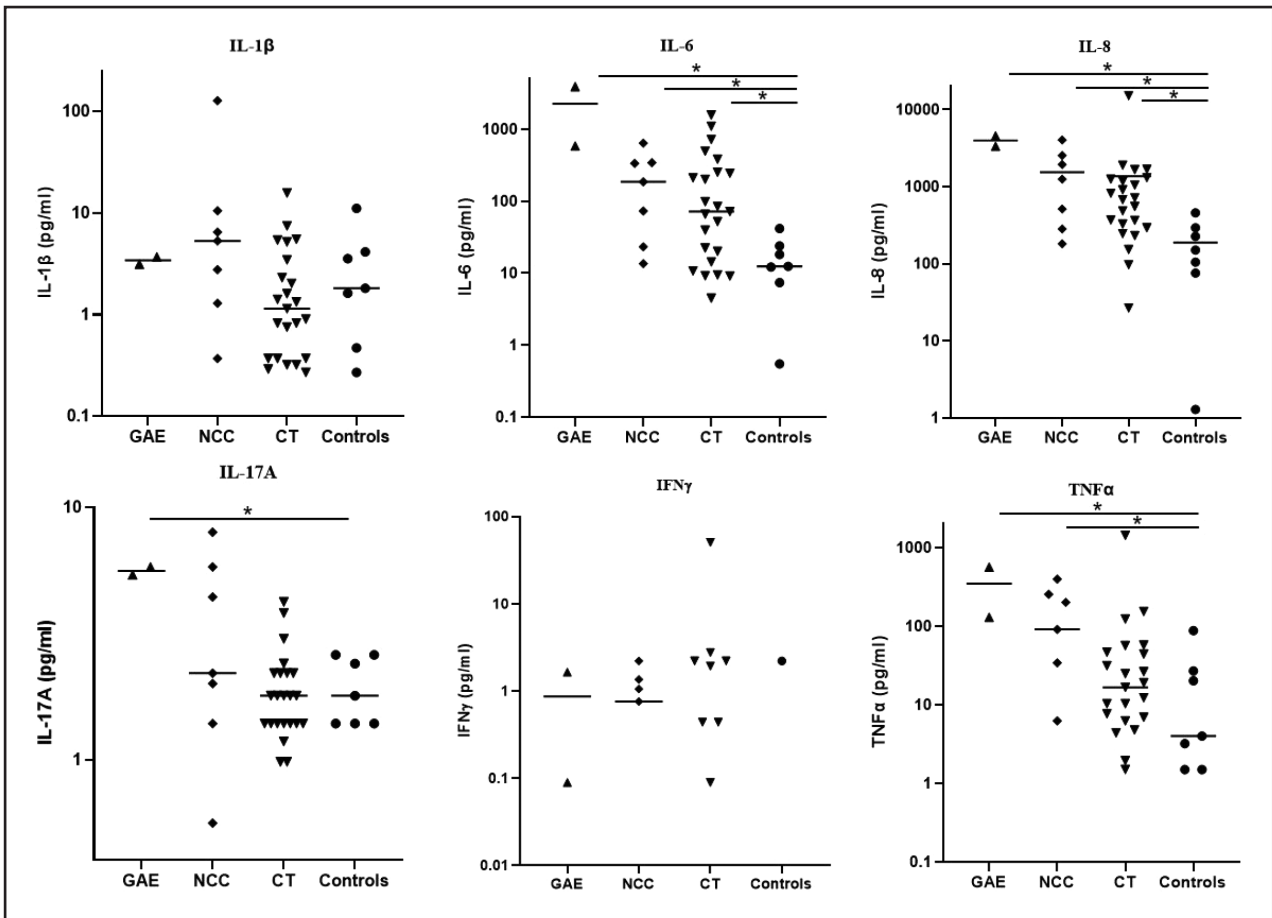 IL-1β
IL-1β (pg/ml)
100
10
1
0.1
GAE NCC CT Controls
IL-6
* 
*
*
IL-6 (pg/ml)
1000
100
10
1
0.1
GAE NCC CT Controls
IL-8
*
*
*
IL-8 (pg/ml)
10000
1000
100
10
1
GAE NCC CT Controls
IL-17A
*
IL-17A (pg/ml)
10
1
GAE NCC CT Controls
IFNγ
IFNγ (pg/ml)
100
10
1
0.1
0.01
GAE NCC CT Controls
TNFα
*
*
TNFα (pg/ml)
1000
100
10
1
0.1
GAE NCC CT Controls